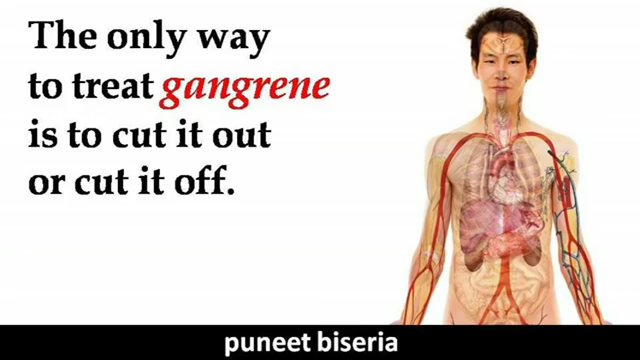 The only way
to treat gangrene
is to cut it out
or cut it off.
puneet biseria